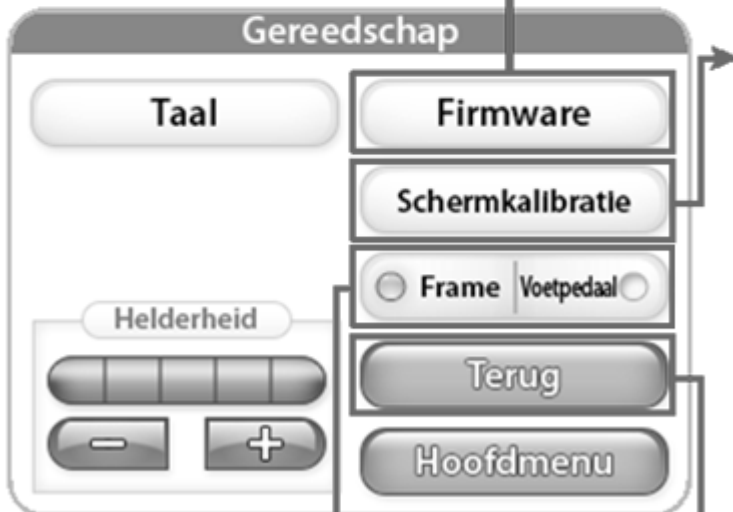 Gereedschap
Taal
Firmware
Schermkalibratie
Frame Voetpedaal
Helderheid
Terug
Hoofdmenu